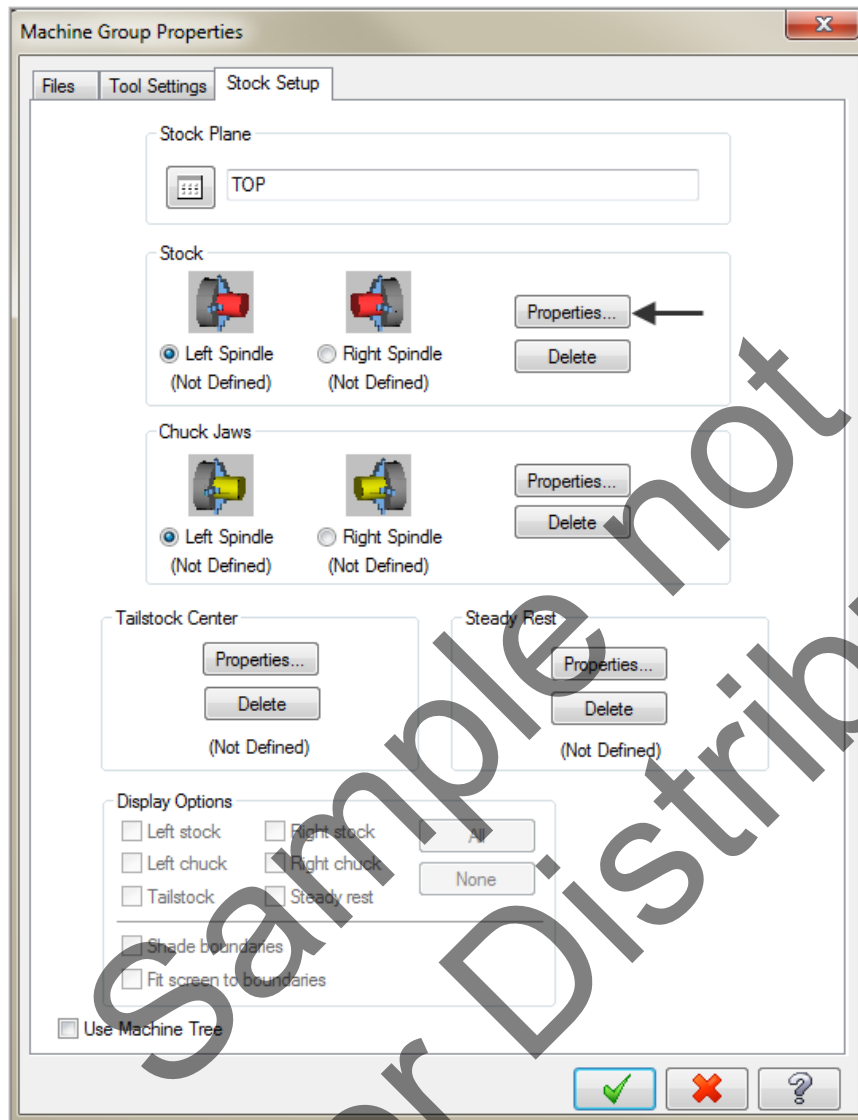 Machine Group Properties
Files Tool Settings Stock Setup
Stock Plane
TOP
Stock
Left Spindle Right Spindle Properties...
(Not Defined) (Not Defined) Delete
Chuck Jaws
Left Spindle Right Spindle Properties...
(Not Defined) (Not Defined) Delete
Tailstock Center
Properties...
Delete
(Not Defined)
Steady Rest
Properties...
Delete
(Not Defined)
Display Options
Left stock Right stock All
Left chuck Right chuck None
Tailstock Steady rest
Shade boundaries
Fit screen to boundaries
Use Machine Tree
Sample not